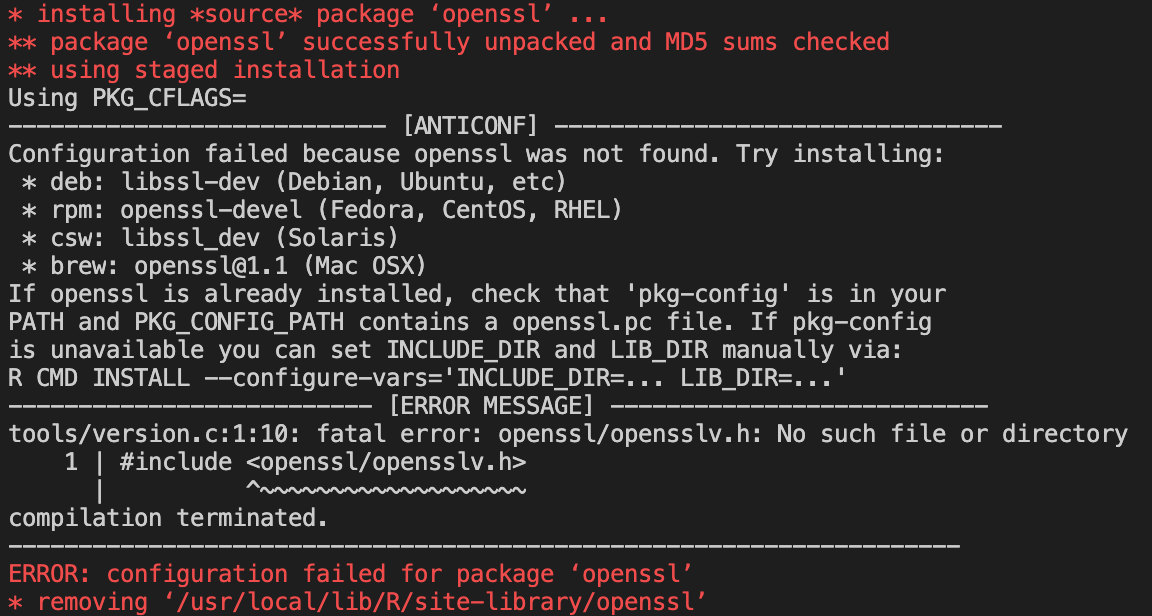 * installing *source* package ‘openssl’ ...
** package ‘openssl’ successfully unpacked and MD5 sums checked
** using staged installation
Using PKG_CFLAGS=
--------------------------- [ANTICONF] --------------------------------
Configuration failed because openssl was not found. Try installing:
 * deb: libssl-dev (Debian, Ubuntu, etc)
 * rpm: openssl-devel (Fedora, CentOS, RHEL)
 * csw: libssl_dev (Solaris)
 * brew: openssl@1.1 (Mac OSX)
If openssl is already installed, check that 'pkg-config' is in your
PATH and PKG_CONFIG_PATH contains a openssl.pc file. If pkg-config
is unavailable you can set INCLUDE_DIR and LIB_DIR manually via:
R CMD INSTALL --configure-vars='INCLUDE_DIR=... LIB_DIR=...'
-------------------------- [ERROR MESSAGE] ---------------------------
tools/version.c:1:10: fatal error: openssl/opensslv.h: No such file or directory
    1 | #include <openssl/opensslv.h>
      |          ^~~~~~~~~~~~~~~~~~~~
compilation terminated.
--------------------------------------------------------------------
ERROR: configuration failed for package ‘openssl’
* removing ‘/usr/local/lib/R/site-library/openssl’